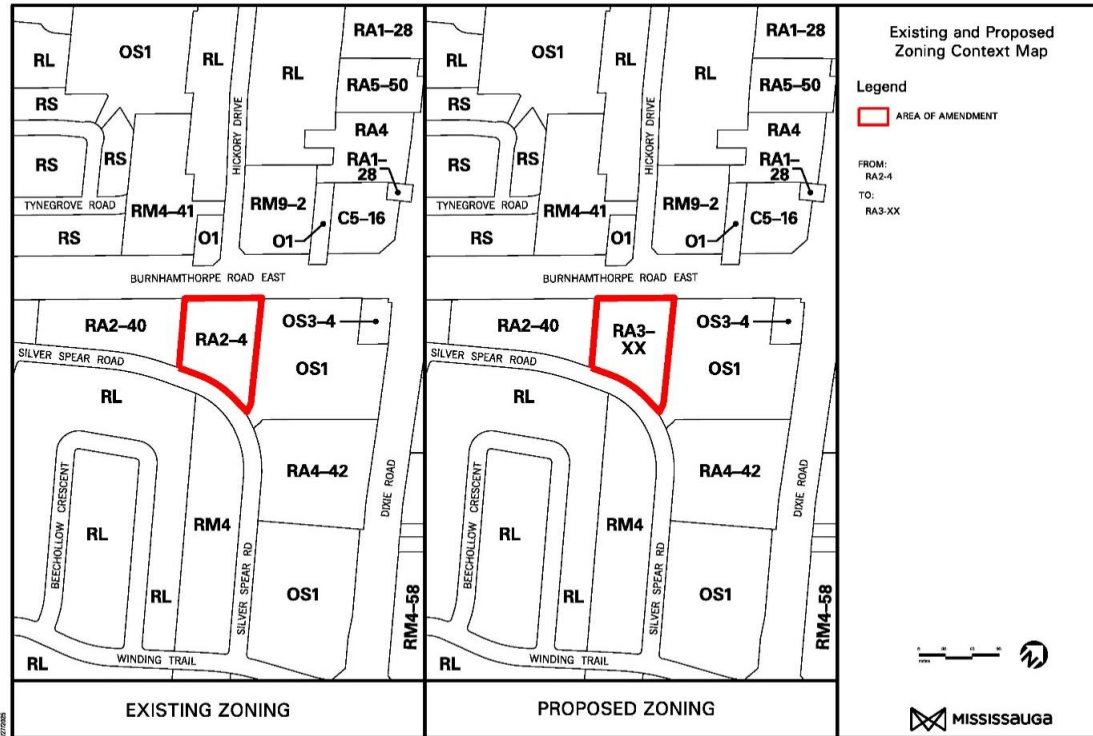 RL
OS1
RL
RL
RA1–28
RA5–50
RS
RA4
RS
RS
HICKORY DRIVE
RA1–
28
TYNEGROVE ROAD
RM4–41
RM9–2
C5–16
RS
O1
O1
BURNHAMTHORPE ROAD EAST
RA2–40
RA2–4
OS3–4
SILVER SPEAR ROAD
OS1
RL
RA4–42
BEECHOLLOW CRESCENT
DIXIE ROAD
RM4
RL
RL
SILVER SPEAR RD
OS1
RM4–58
WINDING TRAIL
RL
EXISTING ZONING
RL
OS1
RL
RL
RA1–28
RA5–50
RS
RA4
RS
RS
HICKORY DRIVE
RA1–
28
TYNEGROVE ROAD
RM4–41
RM9–2
C5–16
RS
O1
O1
BURNHAMTHORPE ROAD EAST
RA2–40
RA3–
XX
OS3–4
SILVER SPEAR ROAD
OS1
RL
RA4–42
BEECHOLLOW CRESCENT
DIXIE ROAD
RM4
RL
RL
SILVER SPEAR RD
OS1
RM4–58
WINDING TRAIL
RL
PROPOSED ZONING
Existing and Proposed
Zoning Context Map
Legend
AREA OF AMENDMENT
FROM:
RA2-4
TO:
RA3-XX
MISSISSAUGA